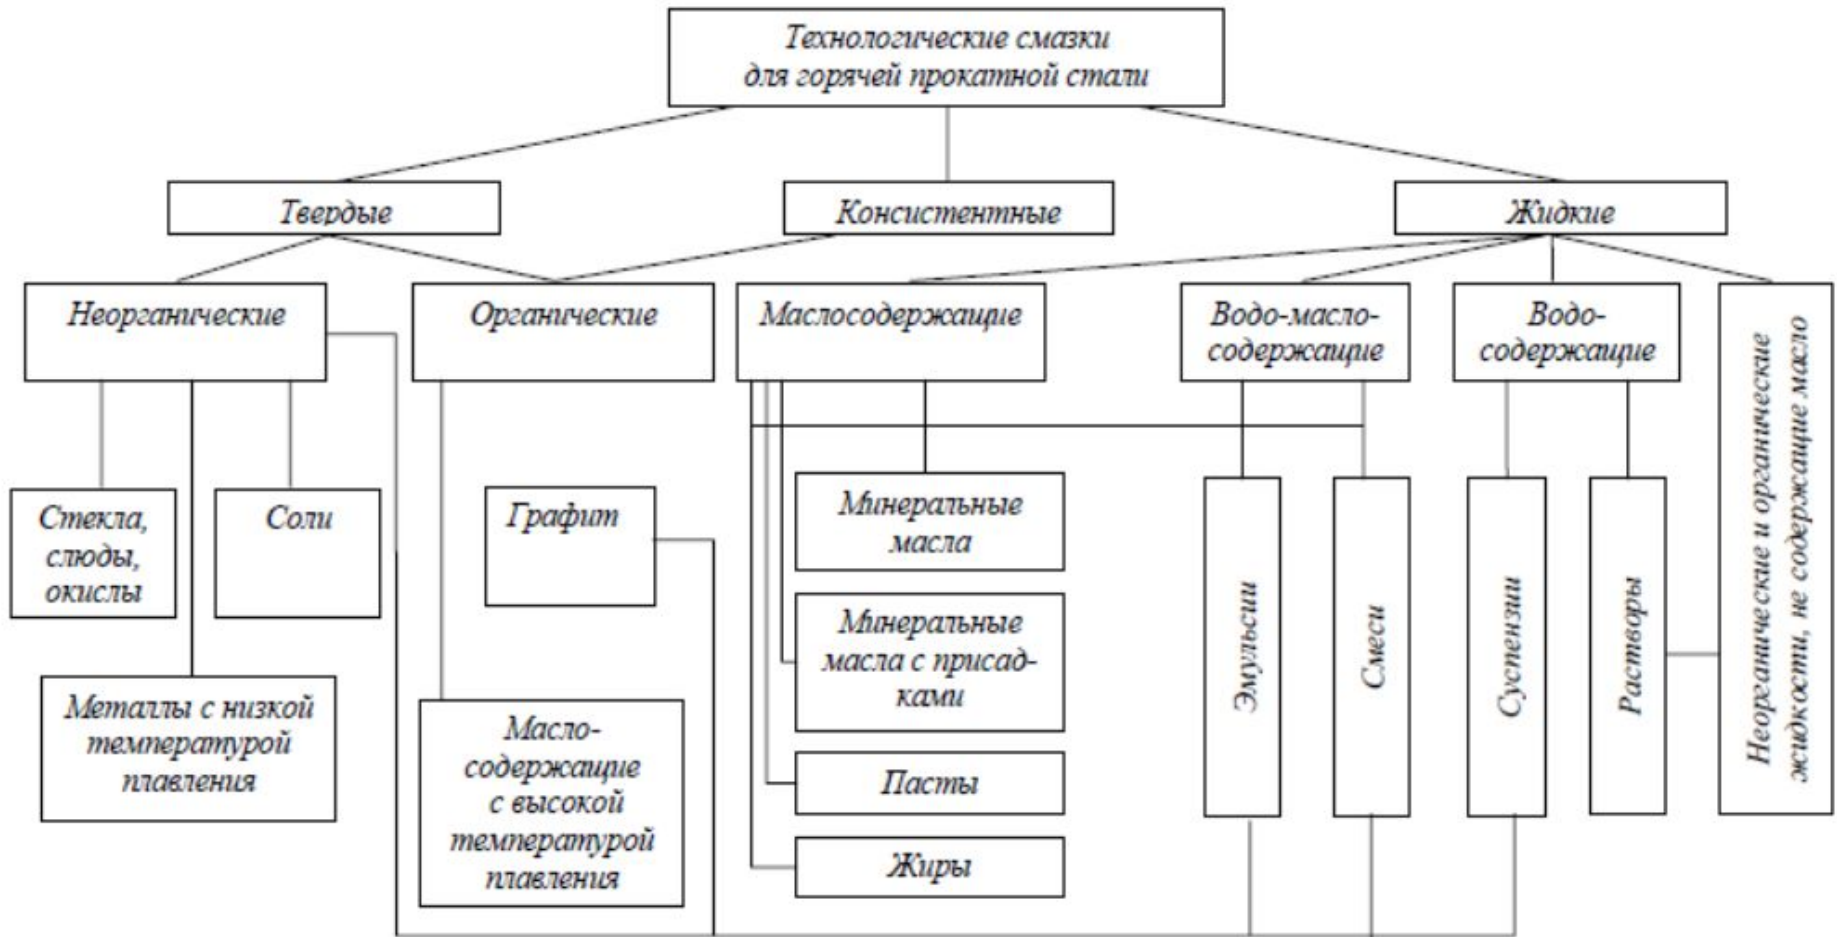 Технологические смазки
для горячей прокатной стали
Твердые
Консистентные
Жидкие
Неорганические
Органические
Маслосодержащие
Водо-масло-
содержащие
Водо-
содержащие
Неорганические и органические
жидкости, не содержащие масло
Стекла,
слюды,
окислы
Соли
Графит
Минеральные
масла
Минеральные
масла с присад-
ками
Эмульсии
Смеси
Суспензии
Растворы
Металлы с низкой
температурой
плавления
Масло-
содержащие
с высокой
температурой
плавления
Пасты
Жиры